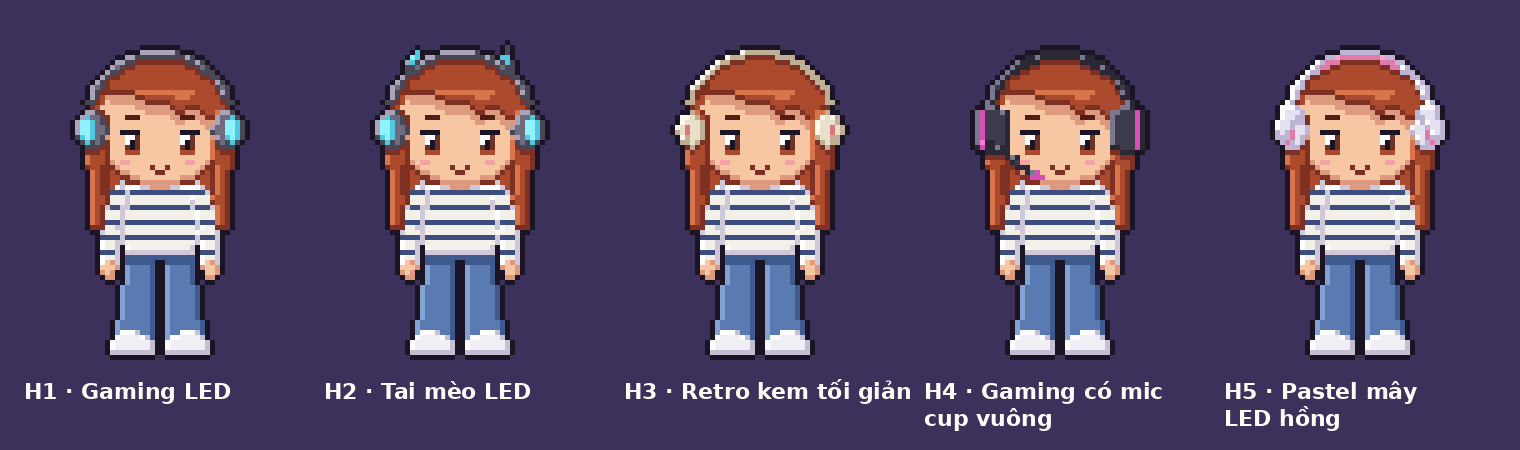 H1 · Gaming LED
H2 · Tai mèo LED
H3 · Retro kem tối giản
H4 · Gaming có mic
cup vuông
H5 · Pastel mây
LED hồng